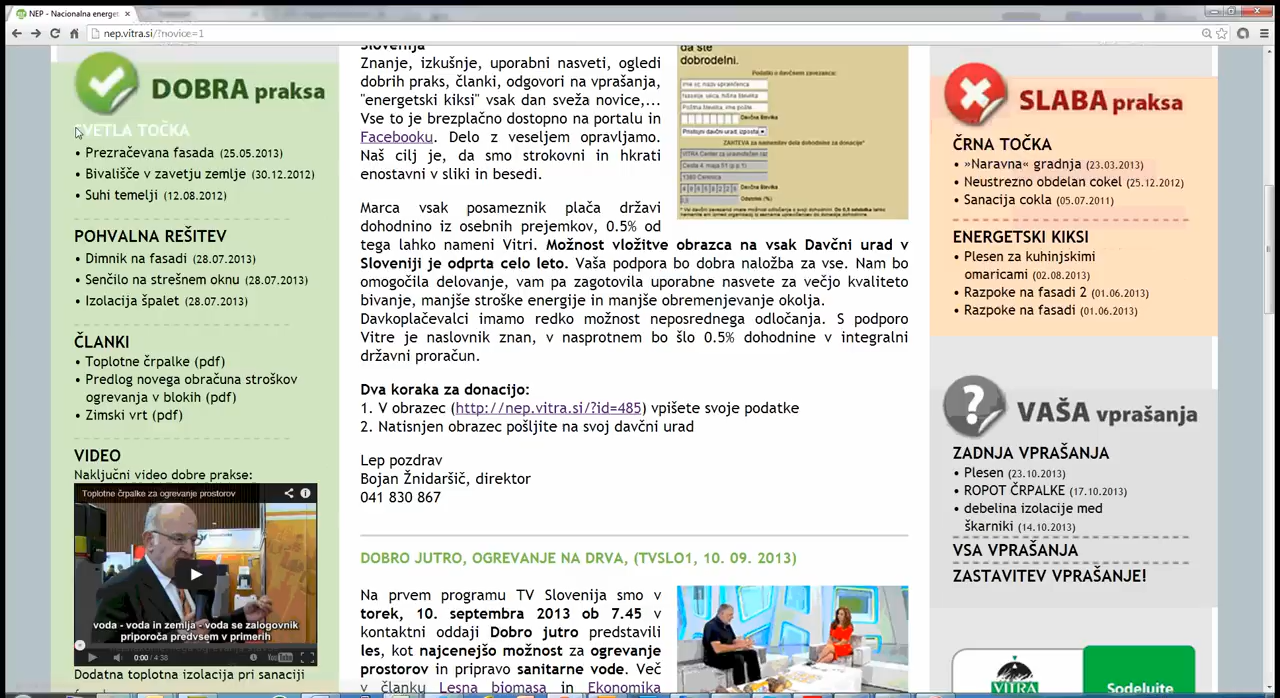 NEP - Nacionalna energet
nep.vitra.si/?novice=1
DOBRA praksa
SVETLA TOČKA
• Prezračevana fasada (25.05.2013)
• Bivališče v zavetju zemlje (30.12.2012)
• Suhi temelji (12.08.2012)
POHVALNA REŠITEV
• Dimnik na fasadi (28.07.2013)
• Senčilo na strešnem oknu (28.07.2013)
• Izolacija špalet (28.07.2013)
ČLANKI
• Toplotne črpalke (pdf)
• Predlog novega obračuna stroškov
ogrevanja v blokih (pdf)
• Zimski vrt (pdf)
VIDEO
Naključni video dobre prakse:
Toplotne črpalke za ogrevanje prostorov
voda - voda in zemlja - voda se zalogovnik
priporoča predvsem v primerih
0:00 / 4:38
YouTube
Dodatna toplotna izolacija pri sanaciji
Slovenija
Znanje, izkušnje, uporabni nasveti, ogledi
dobrih praks, članki, odgovori na vprašanja,
"energetski kiksi" vsak dan sveža novice,...
Vse to je brezplačno dostopno na portalu in
Facebooku. Delo z veseljem opravljamo.
Naš cilj je, da smo strokovni in hkrati
enostavni v sliki in besedi.
Marca vsak posameznik plača državi
dohodnino iz osebnih prejemkov, 0.5% od
tega lahko nameni Vitri. Možnost vložitve obrazca na vsak Davčni urad v
Sloveniji je odprta celo leto. Vaša podpora bo dobra naložba za vse. Nam bo
omogočila delovanje, vam pa zagotovila uporabne nasvete za večjo kvaliteto
bivanje, manjše stroške energije in manjše obremenjevanje okolja.
Davkoplačevalci imamo redko možnost neposrednega odločanja. S podporo
Vitre je naslovnik znan, v nasprotnem bo šlo 0.5% dohodnine v integralni
državni proračun.
Dva koraka za donacijo:
1. V obrazec (http://nep.vitra.si/?id=485) vpišete svoje podatke
2. Natisnjen obrazec pošljite na svoj davčni urad
Lep pozdrav
Bojan Žnidaršič, direktor
041 830 867
da ste
dobrodelni.
Podatki o davčnem zavezancu:
Davčna številka
ZAHTEVA za namenitev dela dohodnine za donacije*
Davčna številka
DOBRO JUTRO, OGREVANJE NA DRVA, (TVSLO1, 10. 09. 2013)
Na prvem programu TV Slovenija smo v
torek, 10. septembra 2013 ob 7.45 v
kontaktni oddaji Dobro jutro predstavili
les, kot najcenejšo možnost za ogrevanje
prostorov in pripravo sanitarne vode. Več
v članku Lesna biomasa in Ekonomika
SLABA praksa
ČRNA TOČKA
• »Naravna« gradnja (23.03.2013)
• Neustrezno obdelan cokel (25.12.2012)
• Sanacija cokla (05.07.2011)
ENERGETSKI KIKSI
• Plesen za kuhinjskimi
omaricami (02.08.2013)
• Razpoke na fasadi 2 (01.06.2013)
• Razpoke na fasadi (01.06.2013)
VAŠA vprašanja
ZADNJA VPRAŠANJA
• Plesen (23.10.2013)
• ROPOT ČRPALKE (17.10.2013)
• debelina izolacije med
škarniki (14.10.2013)
VSA VPRAŠANJA
ZASTAVITEV VPRAŠANJE!
VITRA
Sodelujte